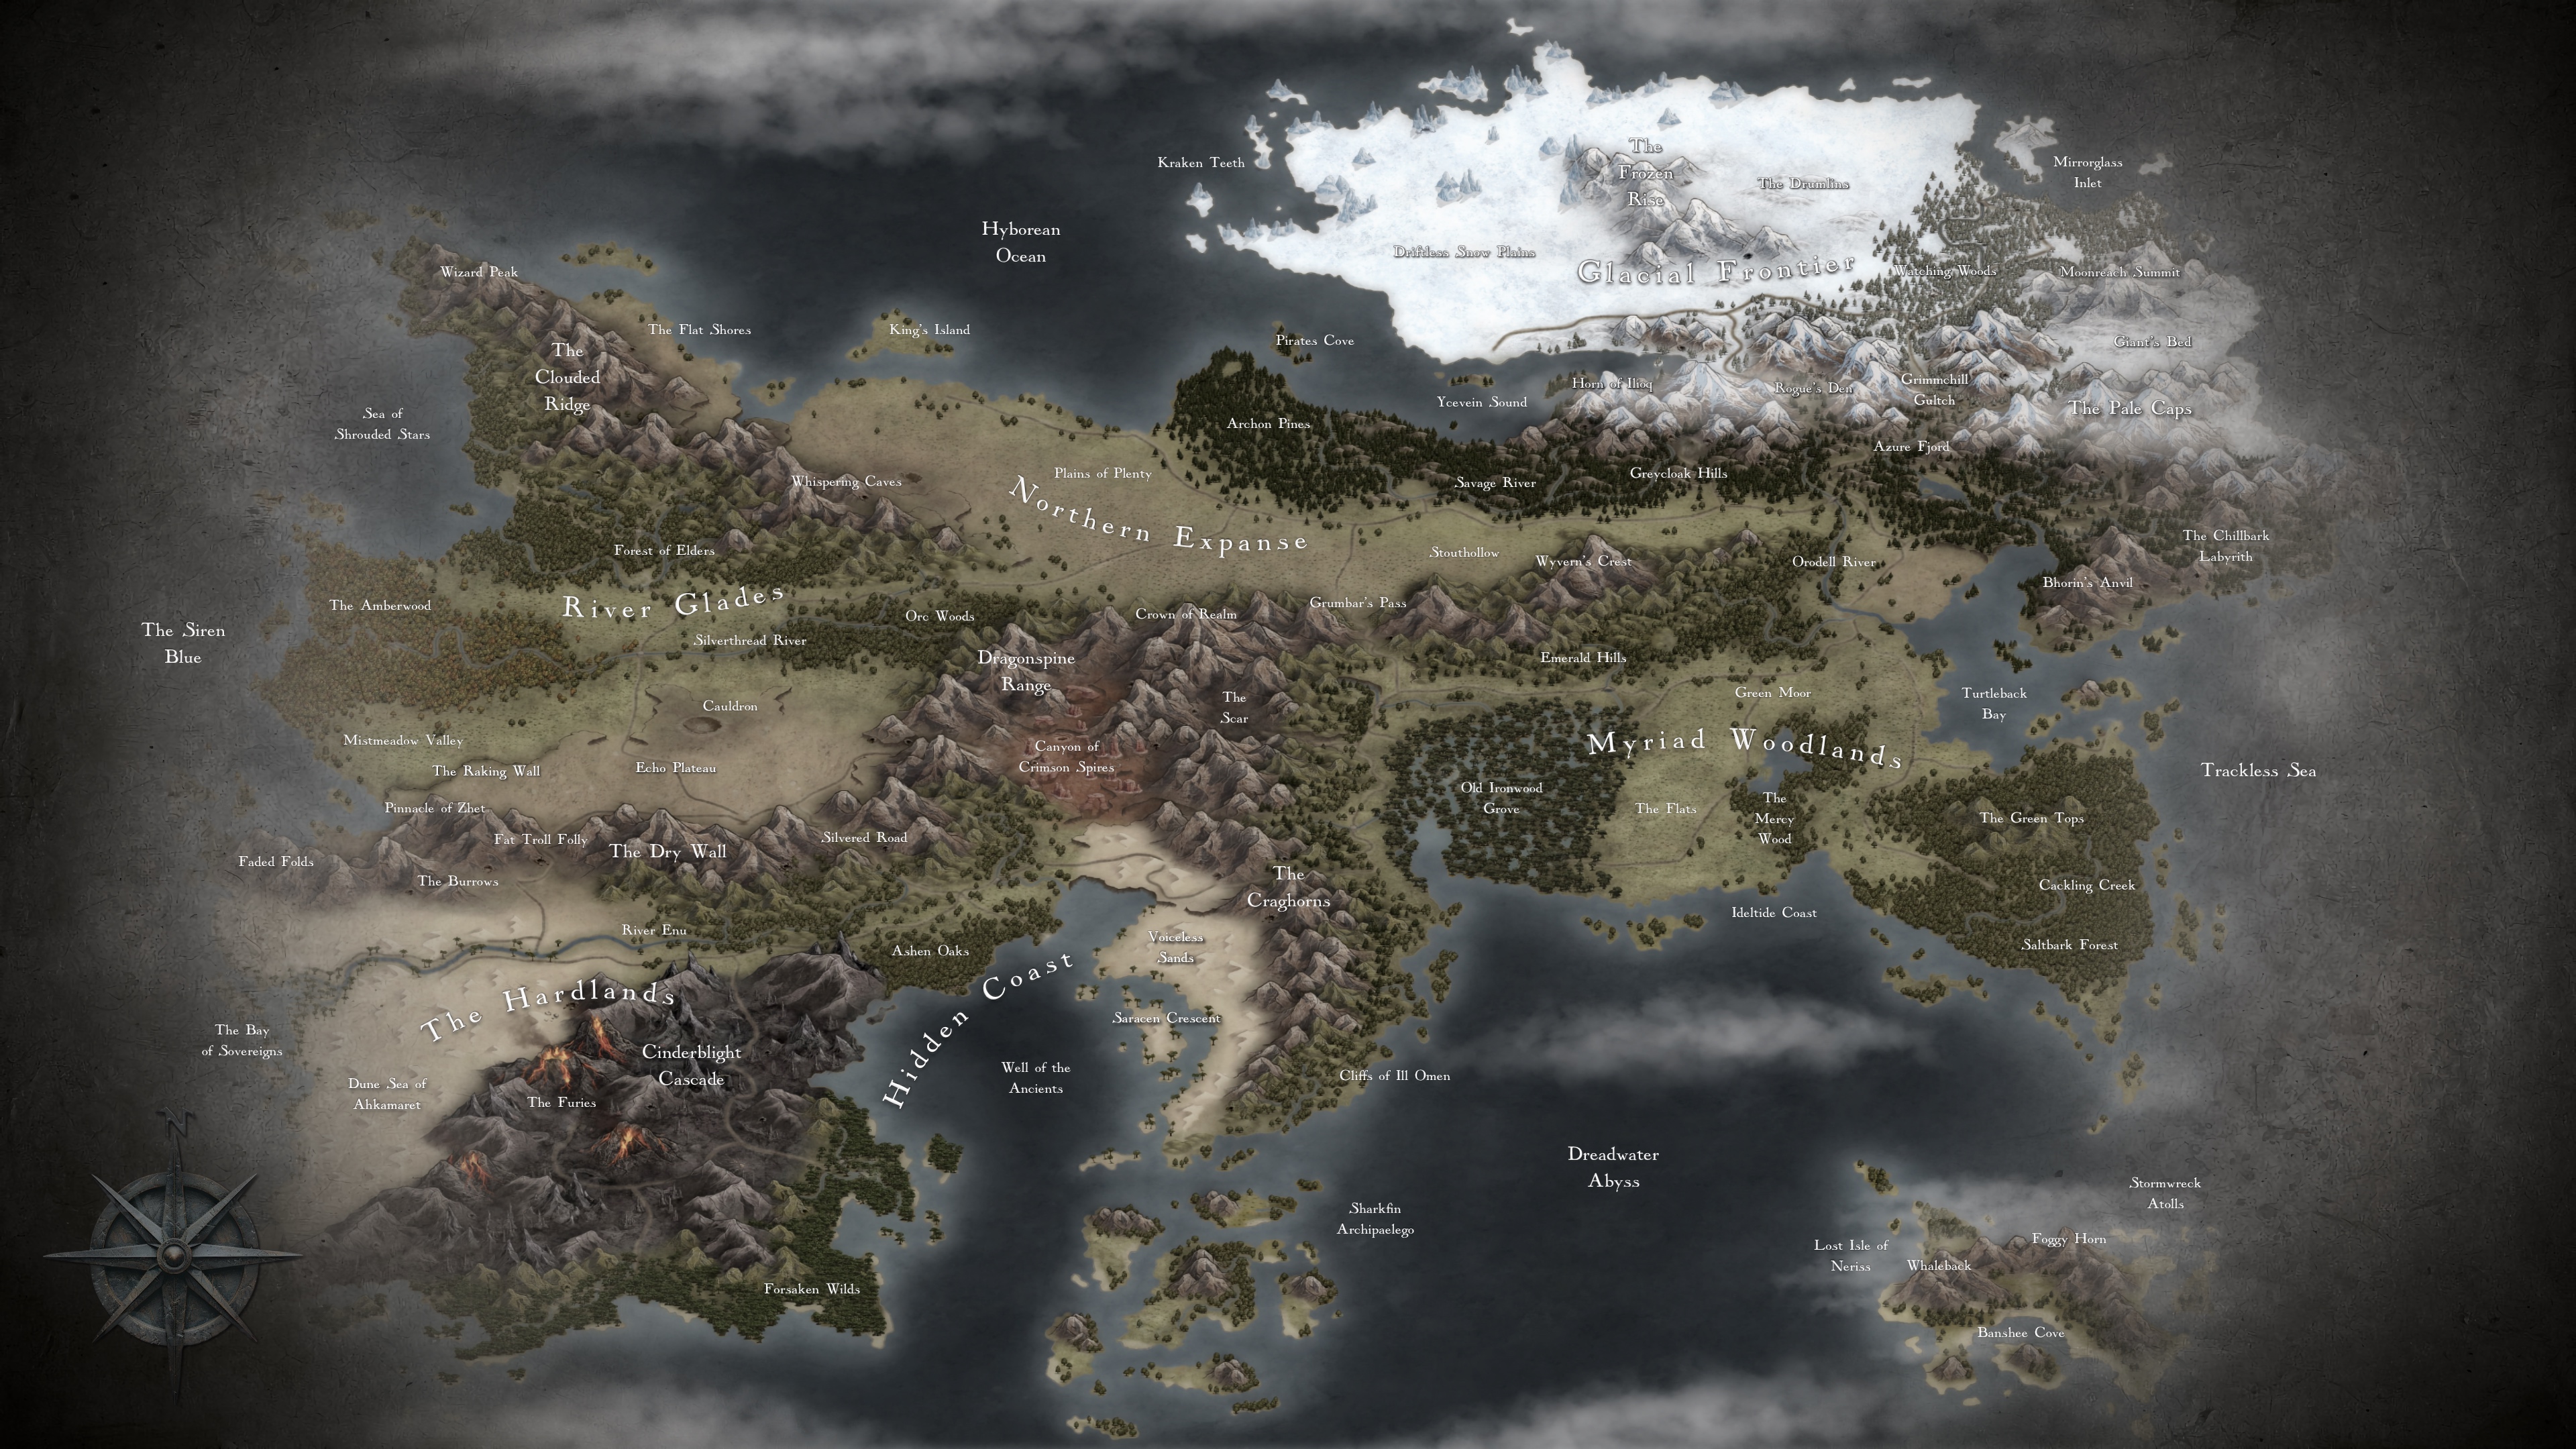 Kraken Teeth
The
Frozen
Rise
The Drumlins
Mirrorglass
Inlet
Hyborean
Ocean
Driftless Snow Plains
Glacial Frontier
Watching Woods
Moonreach Summit
Wizard Peak
The Flat Shores
King's Island
Pirates Cove
Giant's Bed
The
Clouded
Ridge
Horn of Ilioq
Rogue's Den
Grimmchill
Gultch
Ycevein Sound
The Pale Caps
Sea of
Shrouded Stars
Archon Pines
Azure Fjord
Whispering Caves
Plains of Plenty
Savage River
Greycloak Hills
Northern Expanse
The Chillbark
Labyrith
Forest of Elders
Stouthollow
Wyvern's Crest
Orodell River
Bhorin's Anvil
The Amberwood
River Glades
Orc Woods
Crown of Realm
Grumbar's Pass
The Siren
Blue
Silverthread River
Dragonspine
Range
Emerald Hills
Cauldron
The
Scar
Green Moor
Turtleback
Bay
Mistmeadow Valley
The Raking Wall
Echo Plateau
Canyon of
Crimson Spires
Myriad Woodlands
Trackless Sea
Pinnacle of Zhet
Fat Troll Folly
The Dry Wall
Silvered Road
Old Ironwood
Grove
The Flats
The
Mercy
Wood
The Green Tops
Faded Folds
The Burrows
The
Craghorns
Cackling Creek
Ideltide Coast
River Enu
Ashen Oaks
Voiceless
Sands
Saltbark Forest
The Hardlands
Hidden Coast
The Bay
of Sovereigns
Cinderblight
Cascade
Saracen Crescent
Dune Sea of
Ahkamaret
The Furies
Well of the
Ancients
Cliffs of Ill Omen
N
Dreadwater
Abyss
Sharkfin
Archipaelego
Stormwreck
Atolls
Lost Isle of
Neriss
Foggy Horn
Whaleback
Forsaken Wilds
Banshee Cove